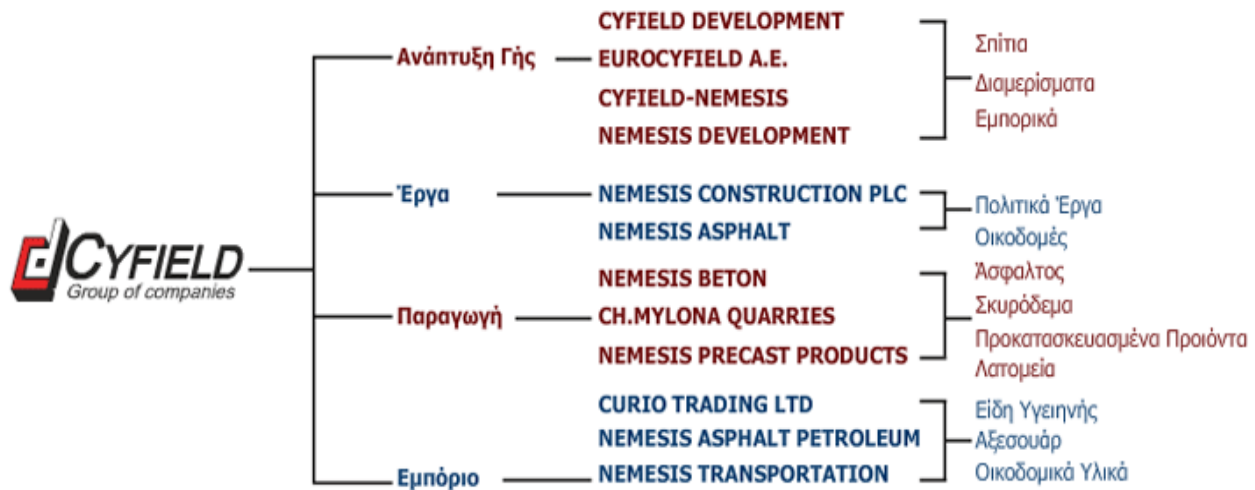 CYFIELD
Group of companies
Ανάπτυξη Γής
CYFIELD DEVELOPMENT
EUROCYFIELD A.E.
CYFIELD-NEMESIS
NEMESIS DEVELOPMENT
Σπίτια
Διαμερίσματα
Εμπορικά
Έργα
NEMESIS CONSTRUCTION PLC
NEMESIS ASPHALT
Πολιτικά Έργα
Οικοδομές
Παραγωγή
NEMESIS BETON
CH.MYLONA QUARRIES
NEMESIS PRECAST PRODUCTS
Άσφαλτος
Σκυρόδεμα
Προκατασκευασμένα Προιόντα
Λατομεία
Εμπόριο
CURIO TRADING LTD
NEMESIS ASPHALT PETROLEUM
NEMESIS TRANSPORTATION
Είδη Υγειηνής
Αξεσουάρ
Οικοδομικά Υλικά